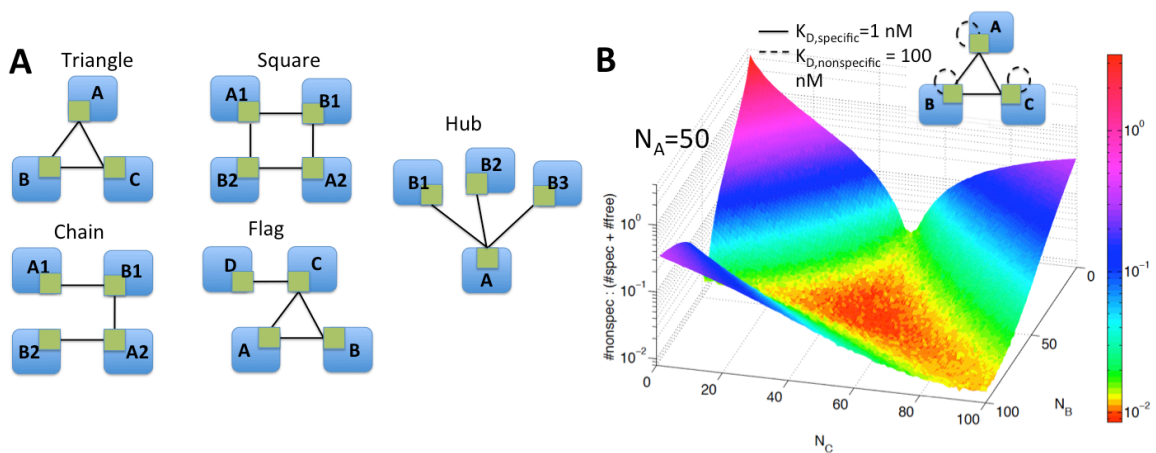 A
Triangle
A
B
C
Square
A1
B1
B2
A2
Hub
B1
B2
B3
A
Chain
A1
B1
B2
A2
Flag
D
C
A
B
B
K_D,specific=1 nM
K_D,nonspecific = 100
nM
A
B
C
N_A=50
#nonspec : (#spec + #free)
10^0
10^-1
10^-2
0
20
40
60
80
100
N_C
0
50
100
N_B
10^0
10^-1
10^-2